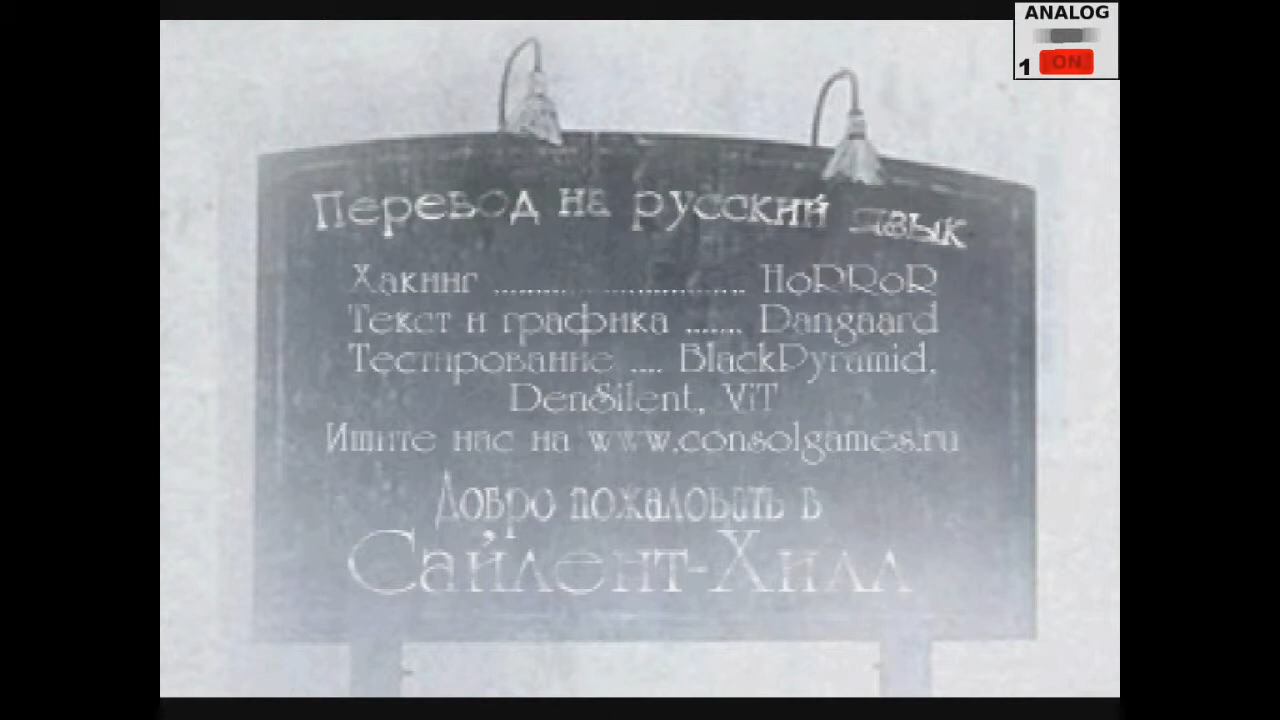 ANALOG
1 ON
Перевод на русский язык
Хакинг .............................. HoRRoR
Текст и графика ....... Dangaard
Тестирование .... BlackPyramid,
DenSilent, ViT
Ищите нас на www.consolgames.ru
Добро пожаловать в
Сайлент-Хилл